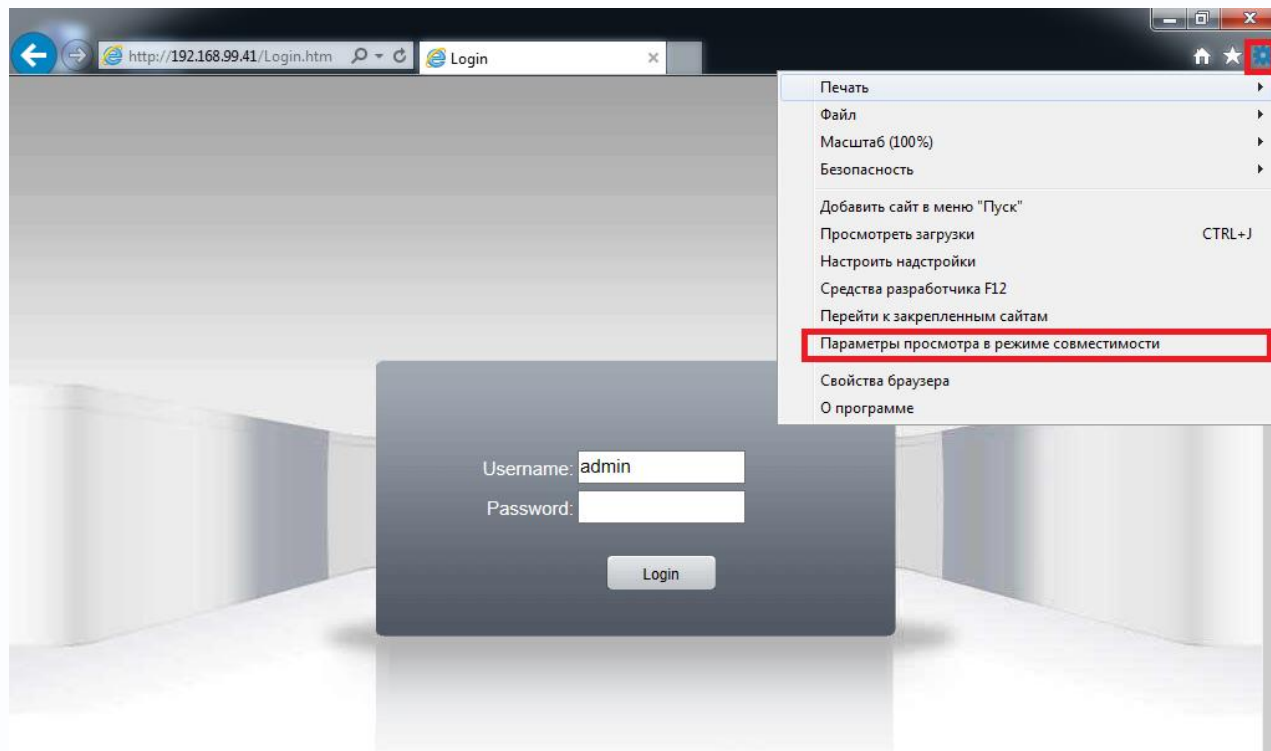 http://192.168.99.41/Login.htm
Login
Печать
Файл
Масштаб (100%)
Безопасность
Добавить сайт в меню "Пуск"
Просмотреть загрузки CTRL+J
Настроить надстройки
Средства разработчика F12
Перейти к закрепленным сайтам
Параметры просмотра в режиме совместимости
Свойства браузера
О программе
Username: admin
Password:
Login